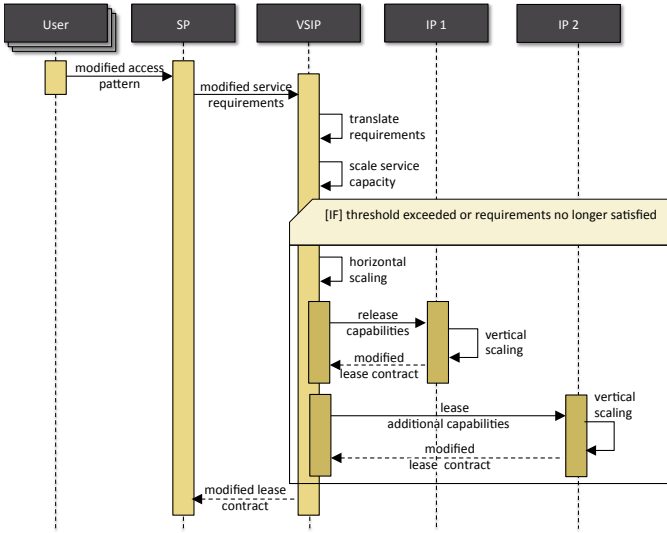 User
SP
VSIP
IP 1
IP 2
modified access
pattern
modified service
requirements
translate
requirements
scale service
capacity
[IF] threshold exceeded or requirements no longer satisfied
horizontal
scaling
release
capabilities
vertical
scaling
modified
lease contract
vertical
scaling
lease
additional capabilities
modified
lease contract
modified lease
contract